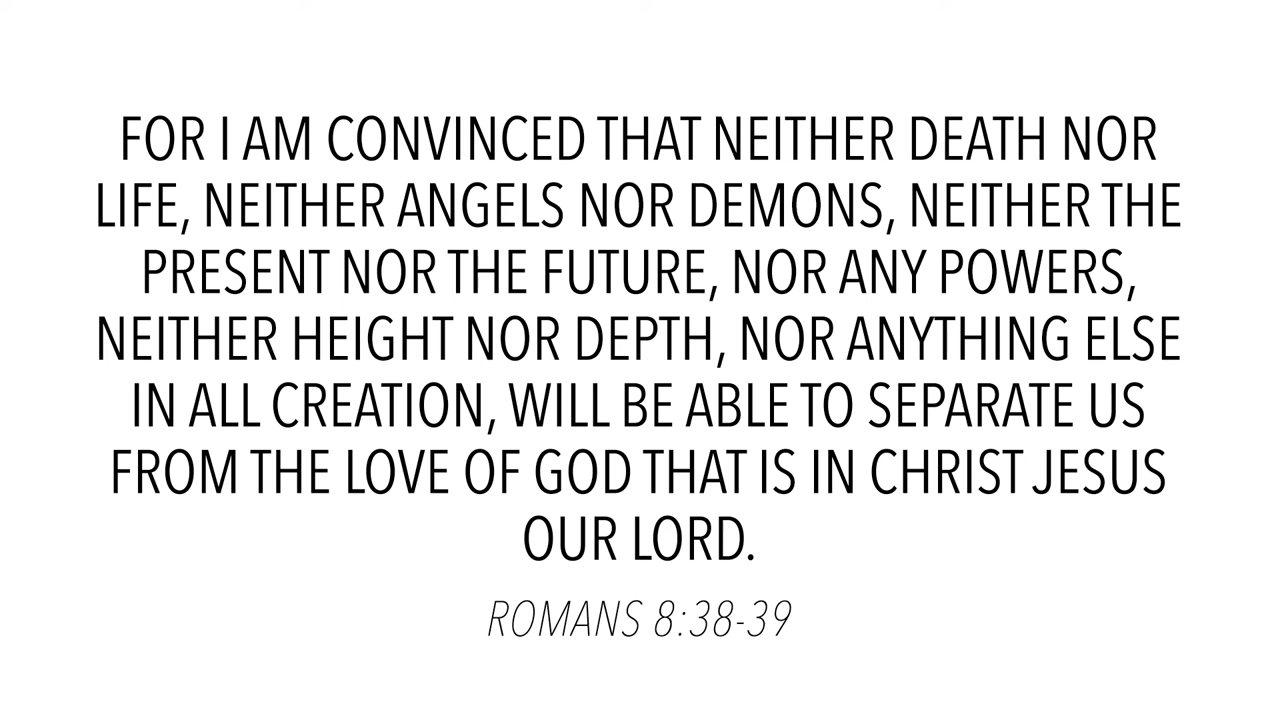 FOR I AM CONVINCED THAT NEITHER DEATH NOR
LIFE, NEITHER ANGELS NOR DEMONS, NEITHER THE
PRESENT NOR THE FUTURE, NOR ANY POWERS,
NEITHER HEIGHT NOR DEPTH, NOR ANYTHING ELSE
IN ALL CREATION, WILL BE ABLE TO SEPARATE US
FROM THE LOVE OF GOD THAT IS IN CHRIST JESUS
OUR LORD.
ROMANS 8:38-39